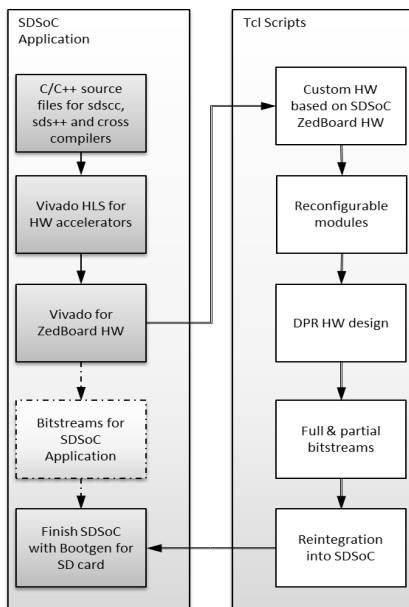 SDSoC
Application
C/C++ source
files for sdscc,
sds++ and cross
compilers
Vivado HLS for
HW accelerators
Vivado for
ZedBoard HW
Bitstreams for
SDSoC
Application
Finish SDSoC
with Bootgen for
SD card
Tcl Scripts
Custom HW
based on SDSoC
ZedBoard HW
Reconfigurable
modules
DPR HW design
Full & partial
bitstreams
Reintegration
into SDSoC